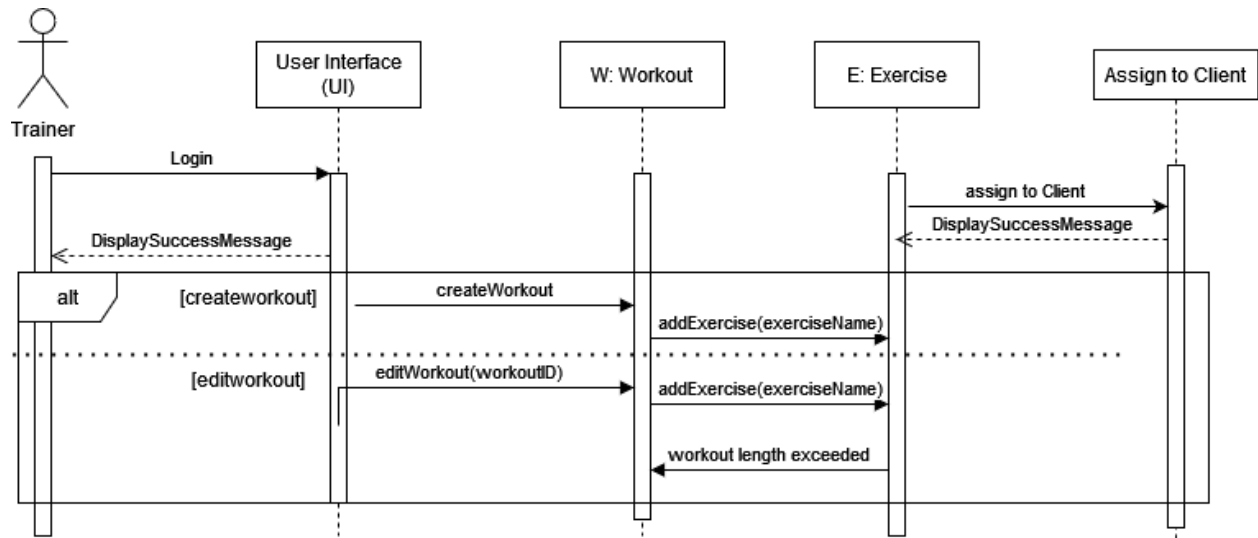 User Interface
(UI)
W: Workout
E: Exercise
Assign to Client
Trainer
Login
assign to Client
DisplaySuccessMessage
DisplaySuccessMessage
alt
[createworkout]
createWorkout
addExercise(exerciseName)
[editworkout]
editWorkout(workoutID)
addExercise(exerciseName)
workout length exceeded